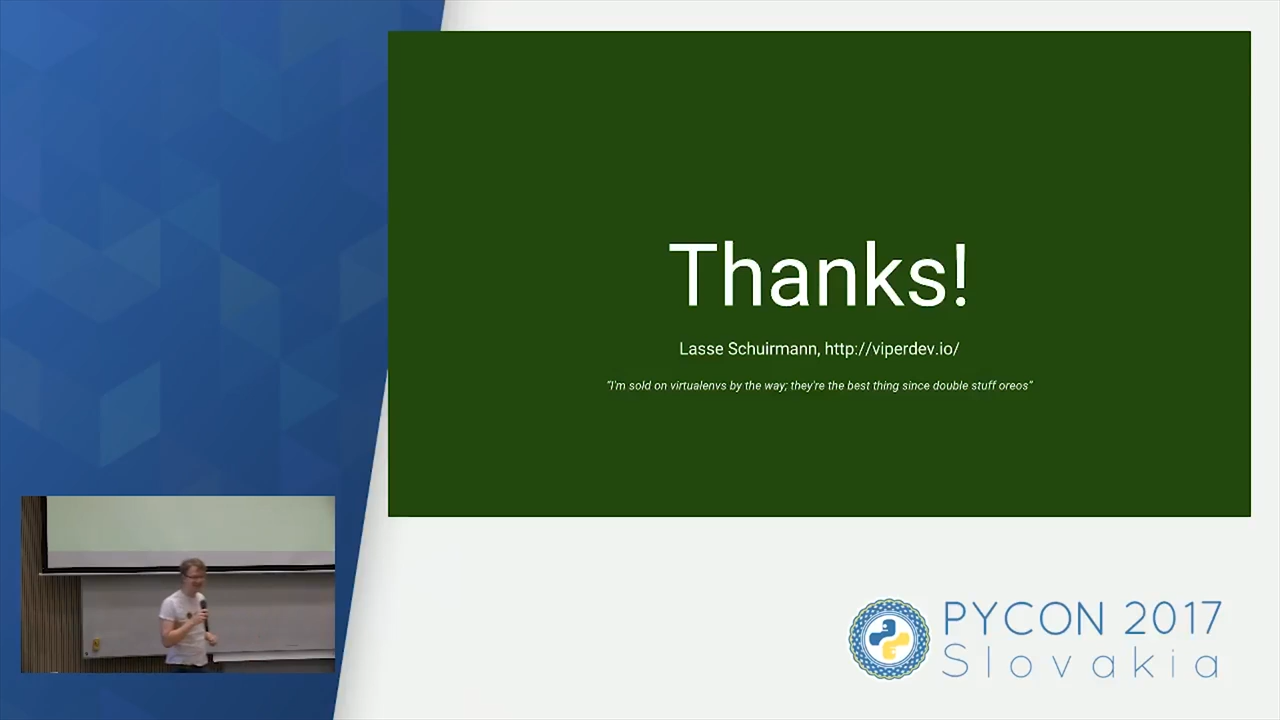 Thanks!
Lasse Schuirmann, http://viperdev.io/
"I'm sold on virtualenvs by the way; they're the best thing since double stuff oreos"
PYCON 2017
Slovakia